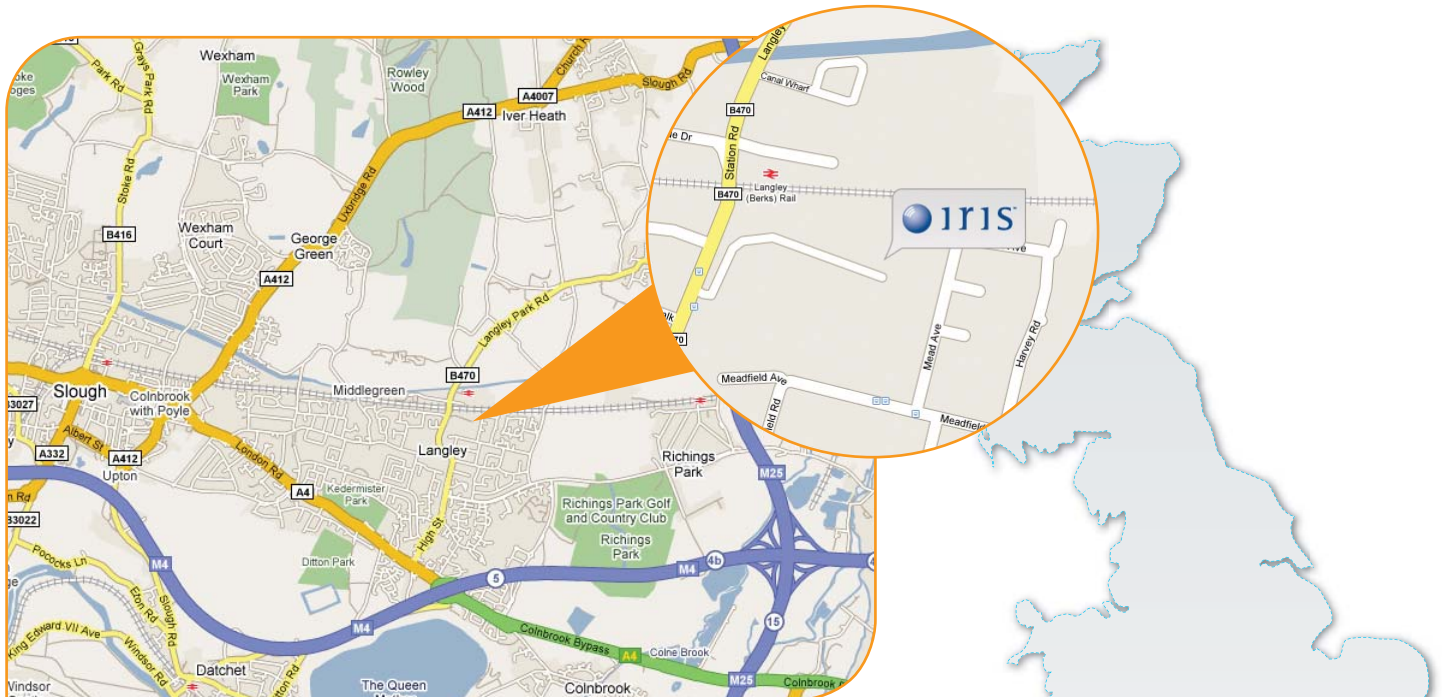 Wexham
Wexham
Park
Park Rd
Grays Park Rd
Stoke Rd
B416
Wexham
Court
George
Green
A412
Uxbridge Rd
Rowley
Wood
A412
A4007
Iver Heath
Church
Slough Rd
Langley Park Rd
B470
Middlegreen
Slough
Colnbrook
with Poyle
Albert St
A332
A412
Upton
London Rd
A4
Kedermister
Park
Langley
High St
Ditton Park
Richings
Park
Richings Park Golf
and Country Club
Richings
Park
M25
M4
5
M4
4b
15
M4
Pococks Ln
Eton Rd
Slough Rd
King Edward VII Ave
Windsor Rd
Datchet
The Queen
Colnbrook Bypass
A4
Colne Brook
Colnbrook
M25
Colnbrook
Langley
Canal Wharf
B470
Station Rd
B470
Langley
(Berks) Rail
iris
Mead Ave
Harvey Rd
Meadfield Ave
Meadfield